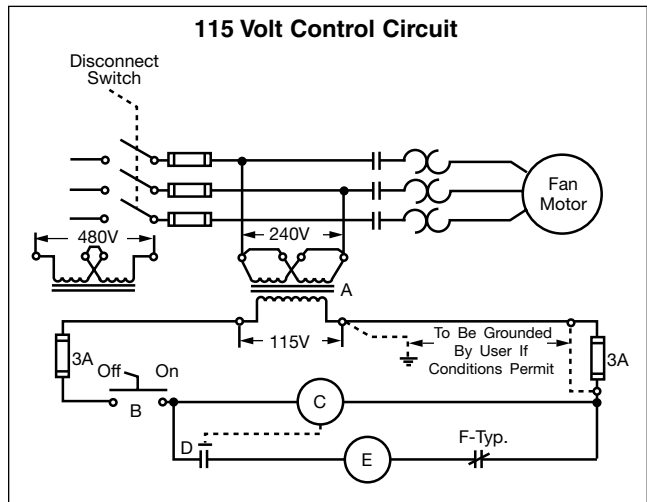 115 Volt Control Circuit
Disconnect
Switch
Fan
Motor
480V
240V
A
115V
To Be Grounded
By User If
Conditions Permit
3A
3A
Off
On
B
C
D
E
F-Typ.